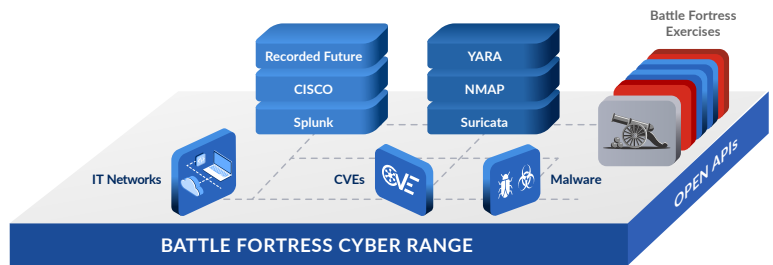 Battle Fortress
Exercises
Recorded Future
CISCO
Splunk
YARA
NMAP
Suricata
IT Networks
CVEs
CVE
Malware
OPEN APIs
BATTLE FORTRESS CYBER RANGE